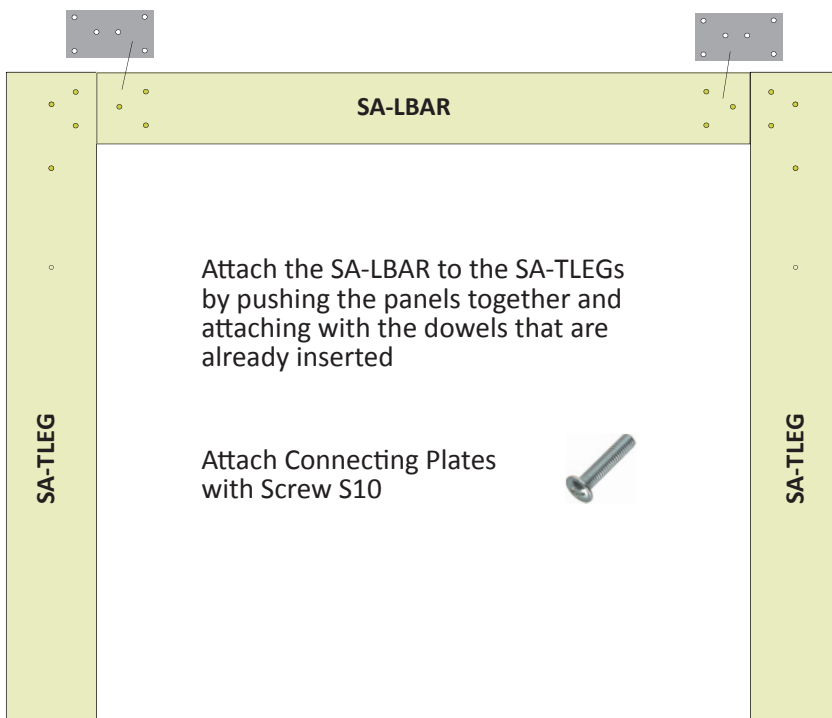 SA-LBAR
Attach the SA-LBAR to the SA-TLEGs
by pushing the panels together and
attaching with the dowels that are
already inserted
SA-TLEG
Attach Connecting Plates
with Screw S10
SA-TLEG